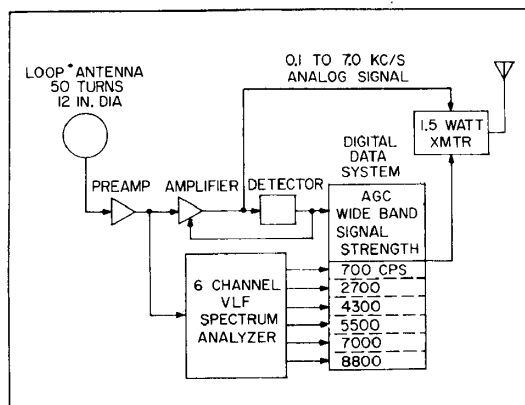 LOOP * ANTENNA
50 TURNS
12 IN. DIA
0.1 TO 7.0 KC/S
ANALOG SIGNAL
1.5 WATT
XMTR
DIGITAL
DATA
SYSTEM
PREAMP
AMPLIFIER
DETECTOR
AGC
WIDE BAND
SIGNAL
STRENGTH
6 CHANNEL
VLF
SPECTRUM
ANALYZER
700 CPS
2700
4300
5500
7000
8800